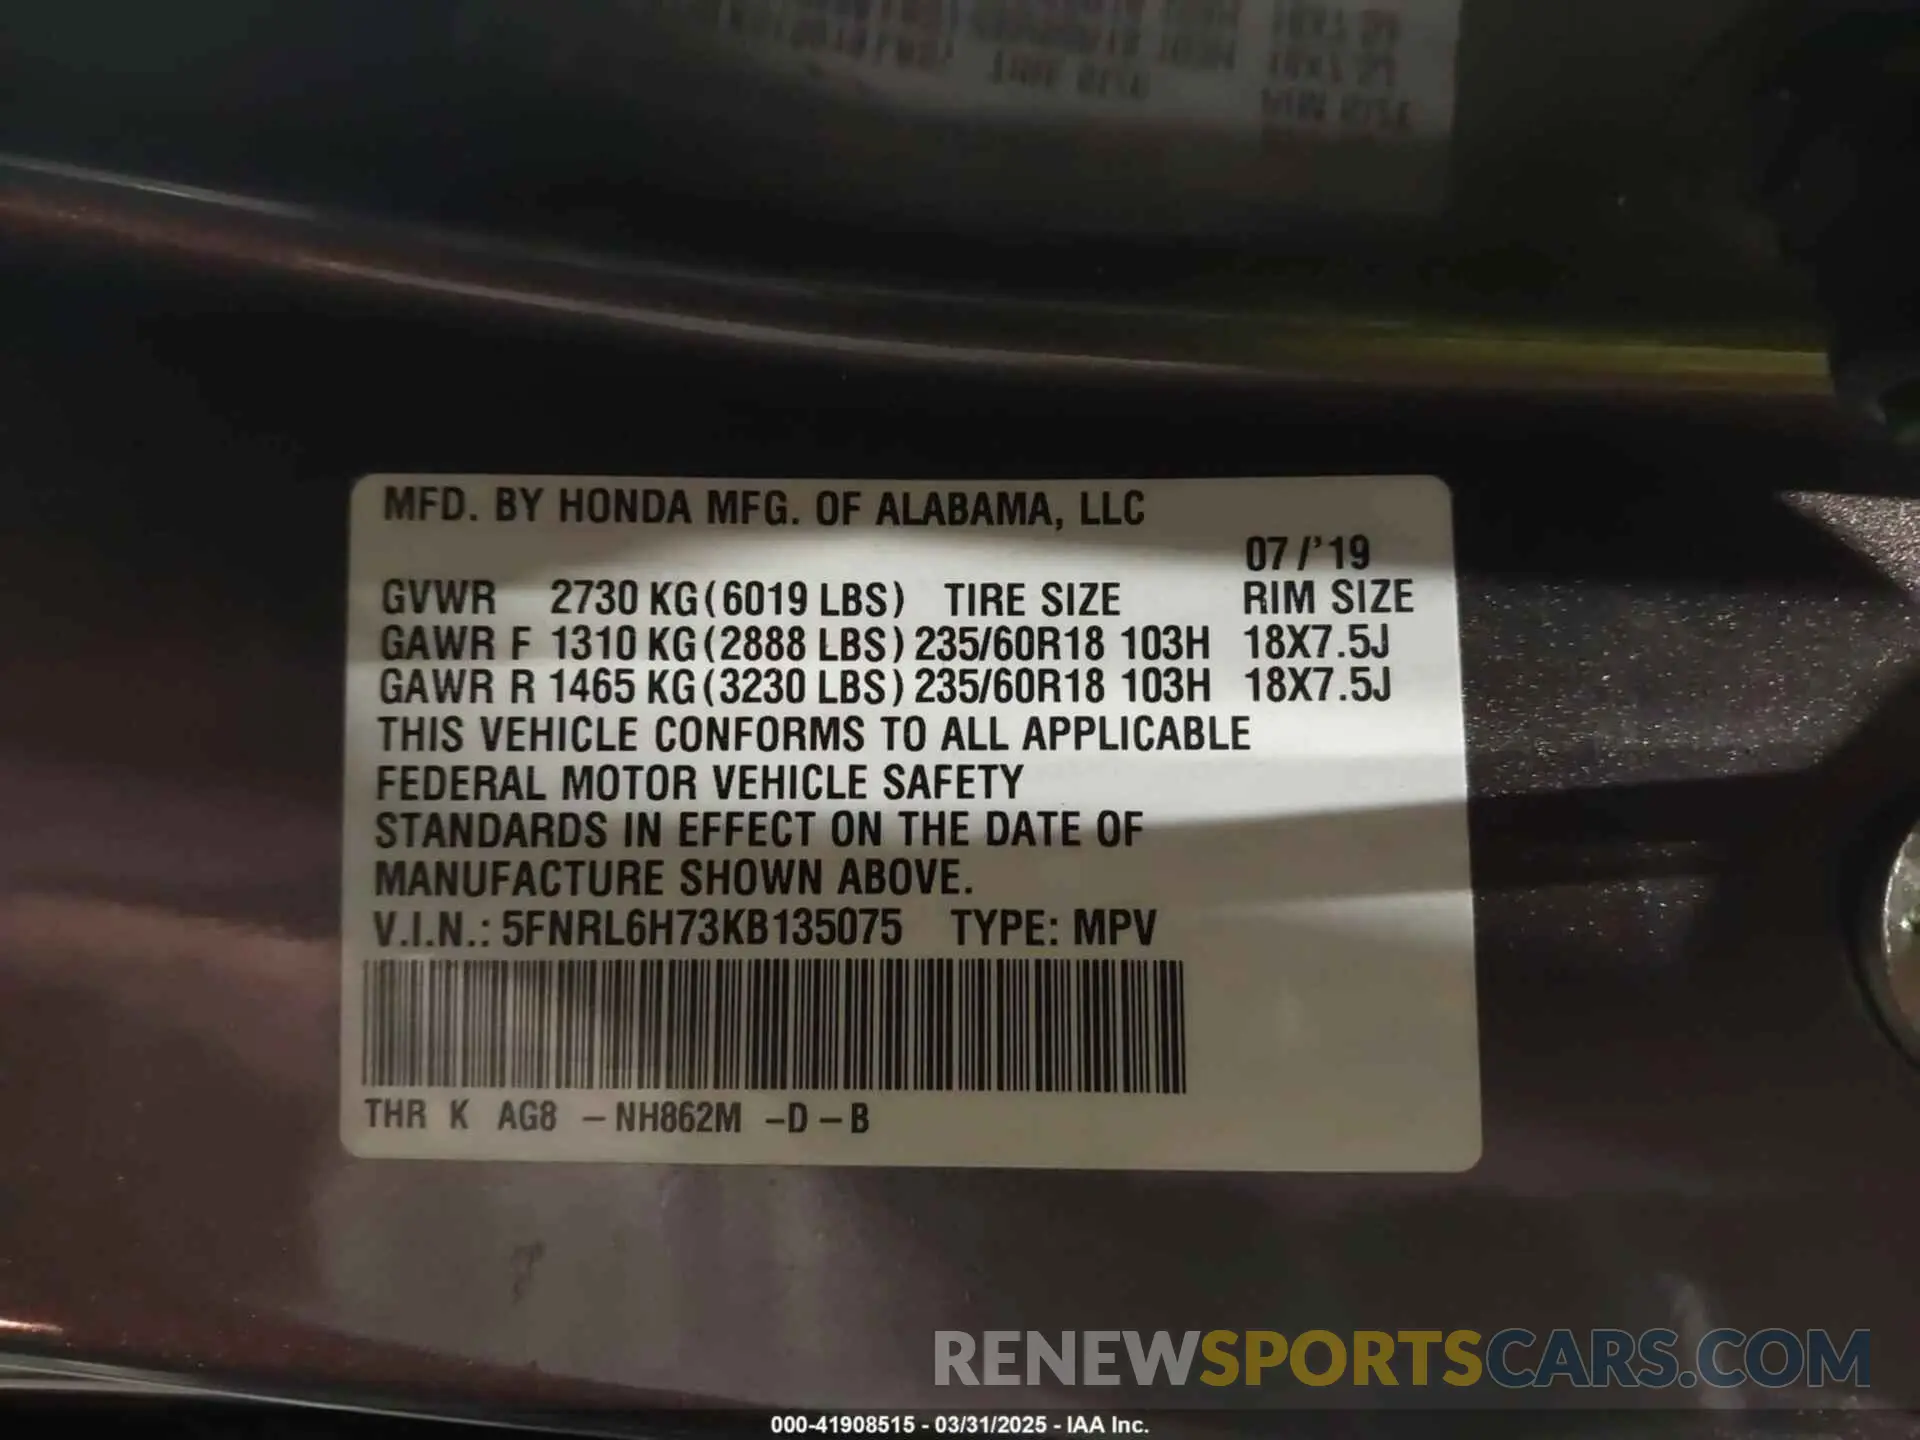 MFD. BY HONDA MFG. OF ALABAMA, LLC
07/'19
GVWR 2730 KG (6019 LBS) TIRE SIZE RIM SIZE
GAWR F 1310 KG (2888 LBS) 235/60R18 103H 18X7.5J
GAWR R 1465 KG (3230 LBS) 235/60R18 103H 18X7.5J
THIS VEHICLE CONFORMS TO ALL APPLICABLE
FEDERAL MOTOR VEHICLE SAFETY
STANDARDS IN EFFECT ON THE DATE OF
MANUFACTURE SHOWN ABOVE.
V.I.N.: 5FNRL6H73KB135075 TYPE: MPV
THR K AG8 -NH862M -D-B
RENEWSPORTSCARS.COM
000-41908515 - 03/31/2025 - IAA Inc.